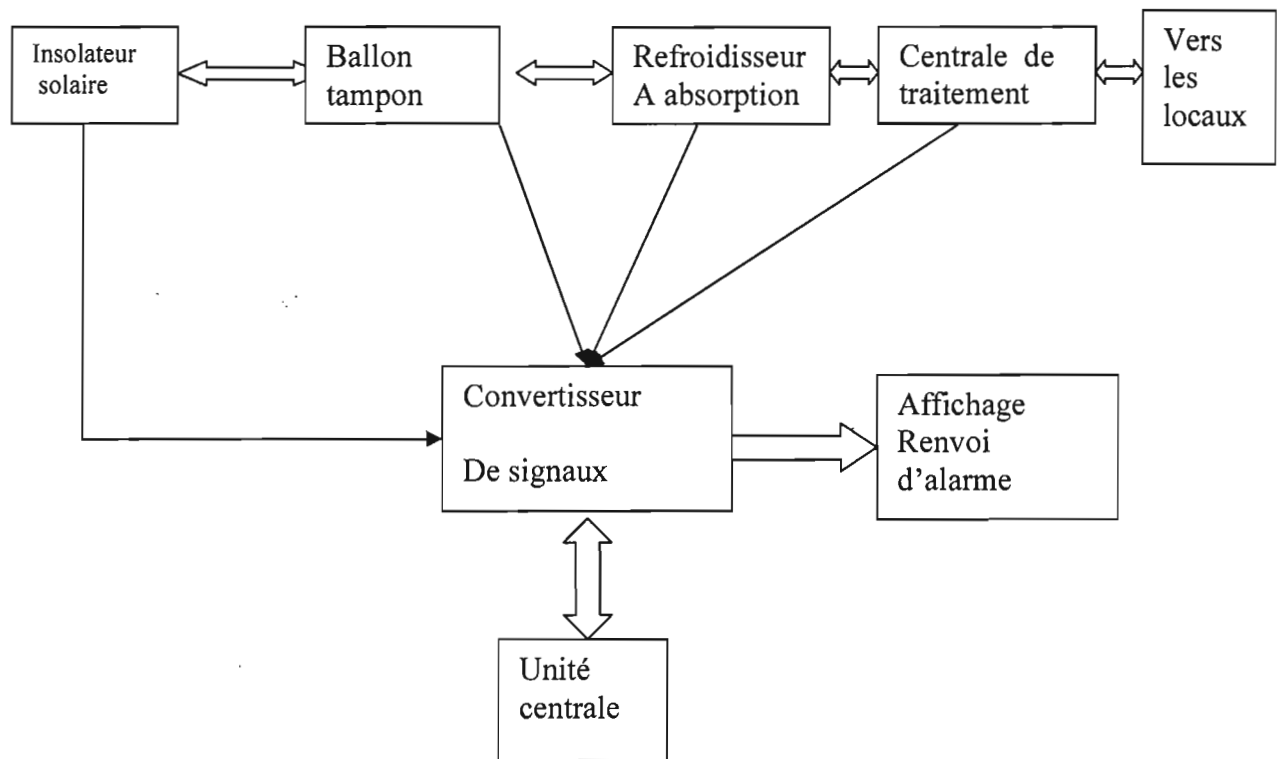 Insolateur
solaire
Ballon
tampon
Refroidisseur
A absorption
Centrale de
traitement
Vers
les
locaux
Convertisseur
De signaux
Affichage
Renvoi
d'alarme
Unité
centrale